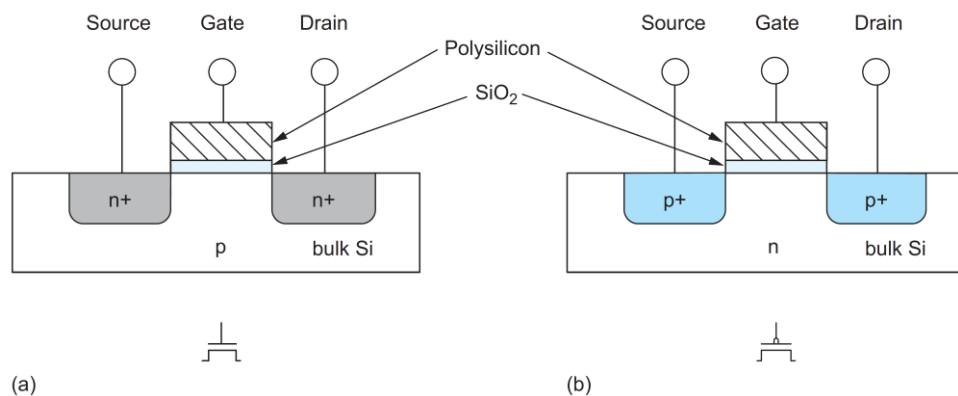 Source Gate Drain
Source Gate Drain
Polysilicon
SiO2
n+ n+
p bulk Si
p+ p+
n bulk Si
(a)
(b)